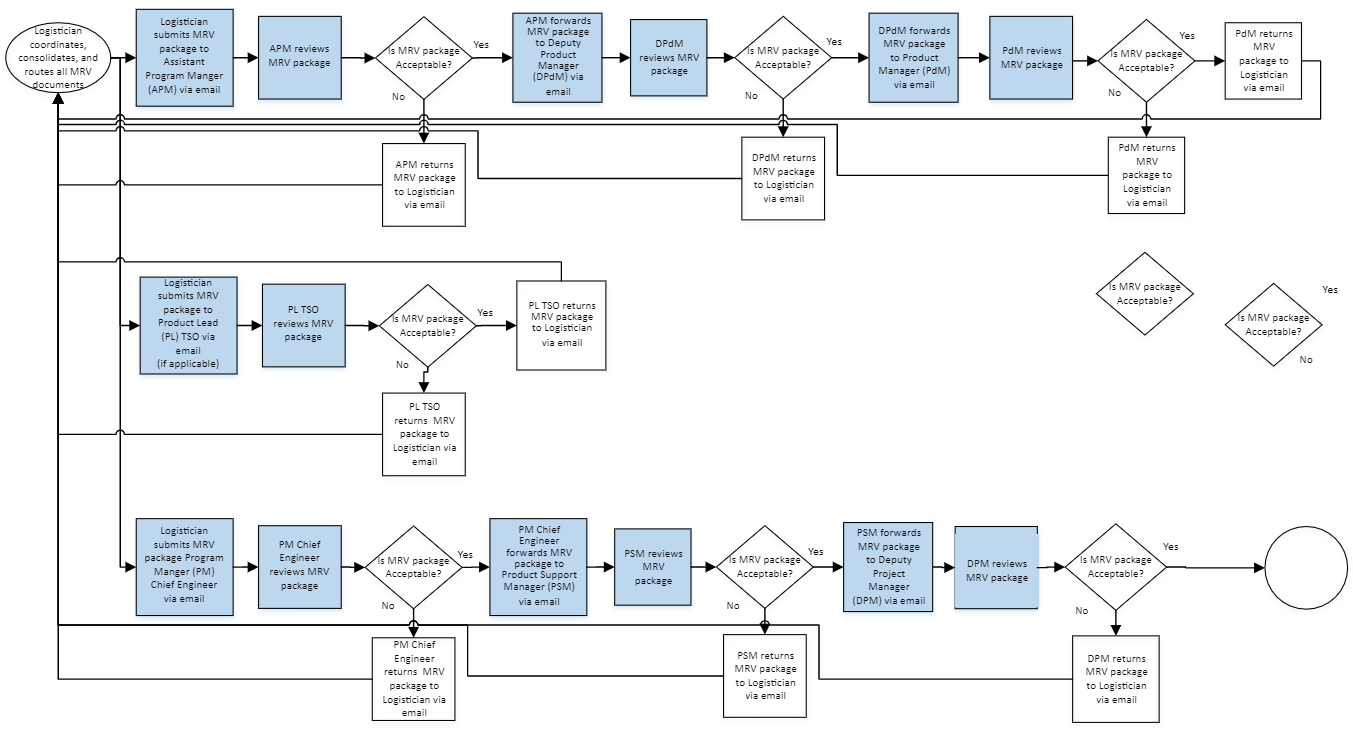 Logistician
coordinates,
consolidates, and
routes all MRV
documents
Logistician
submits MRV
package to
Assistant
Program Manger
(APM) via email
APM reviews
MRV package
Is MRV package
Acceptable?
Yes
No
APM forwards
MRV package
to Deputy
Product
Manager
(DPdM) via
email
DPdM
reviews MRV
package
Is MRV package
Acceptable?
Yes
No
DPdM forwards
MRV package
to Product
Manager (PdM)
via email
PdM reviews
MRV package
Is MRV package
Acceptable?
Yes
No
PdM returns
MRV
package to
Logistician
via email
APM returns
MRV package
to Logistician
via email
DPdM returns
MRV package
to Logistician
via email
PdM returns
MRV
package to
Logistician
via email
Logistician
submits MRV
package to
Product Lead
(PL) TSO via
email
(if applicable)
PL TSO
reviews MRV
package
Is MRV package
Acceptable?
Yes
No
PL TSO returns
MRV package
to Logistician
via email
PL TSO
returns MRV
package to
Logistician via
email
Is MRV package
Acceptable?
Is MRV package
Acceptable?
Yes
No
Logistician
submits MRV
package Program
Manger (PM)
Chief Engineer
via email
PM Chief
Engineer
reviews MRV
package
Is MRV package
Acceptable?
Yes
No
PM Chief
Engineer
forwards MRV
package to
Product Support
Manager (PSM)
via email
PSM reviews
MRV
package
Is MRV package
Acceptable?
Yes
No
PSM forwards
MRV package
to Deputy
Project
Manager
(DPM) via email
DPM reviews
MRV package
Is MRV package
Acceptable?
Yes
No
PM Chief
Engineer
returns MRV
package to
Logistician via
email
PSM returns
MRV package
to Logistician
via email
DPM returns
MRV package
to Logistician
via email